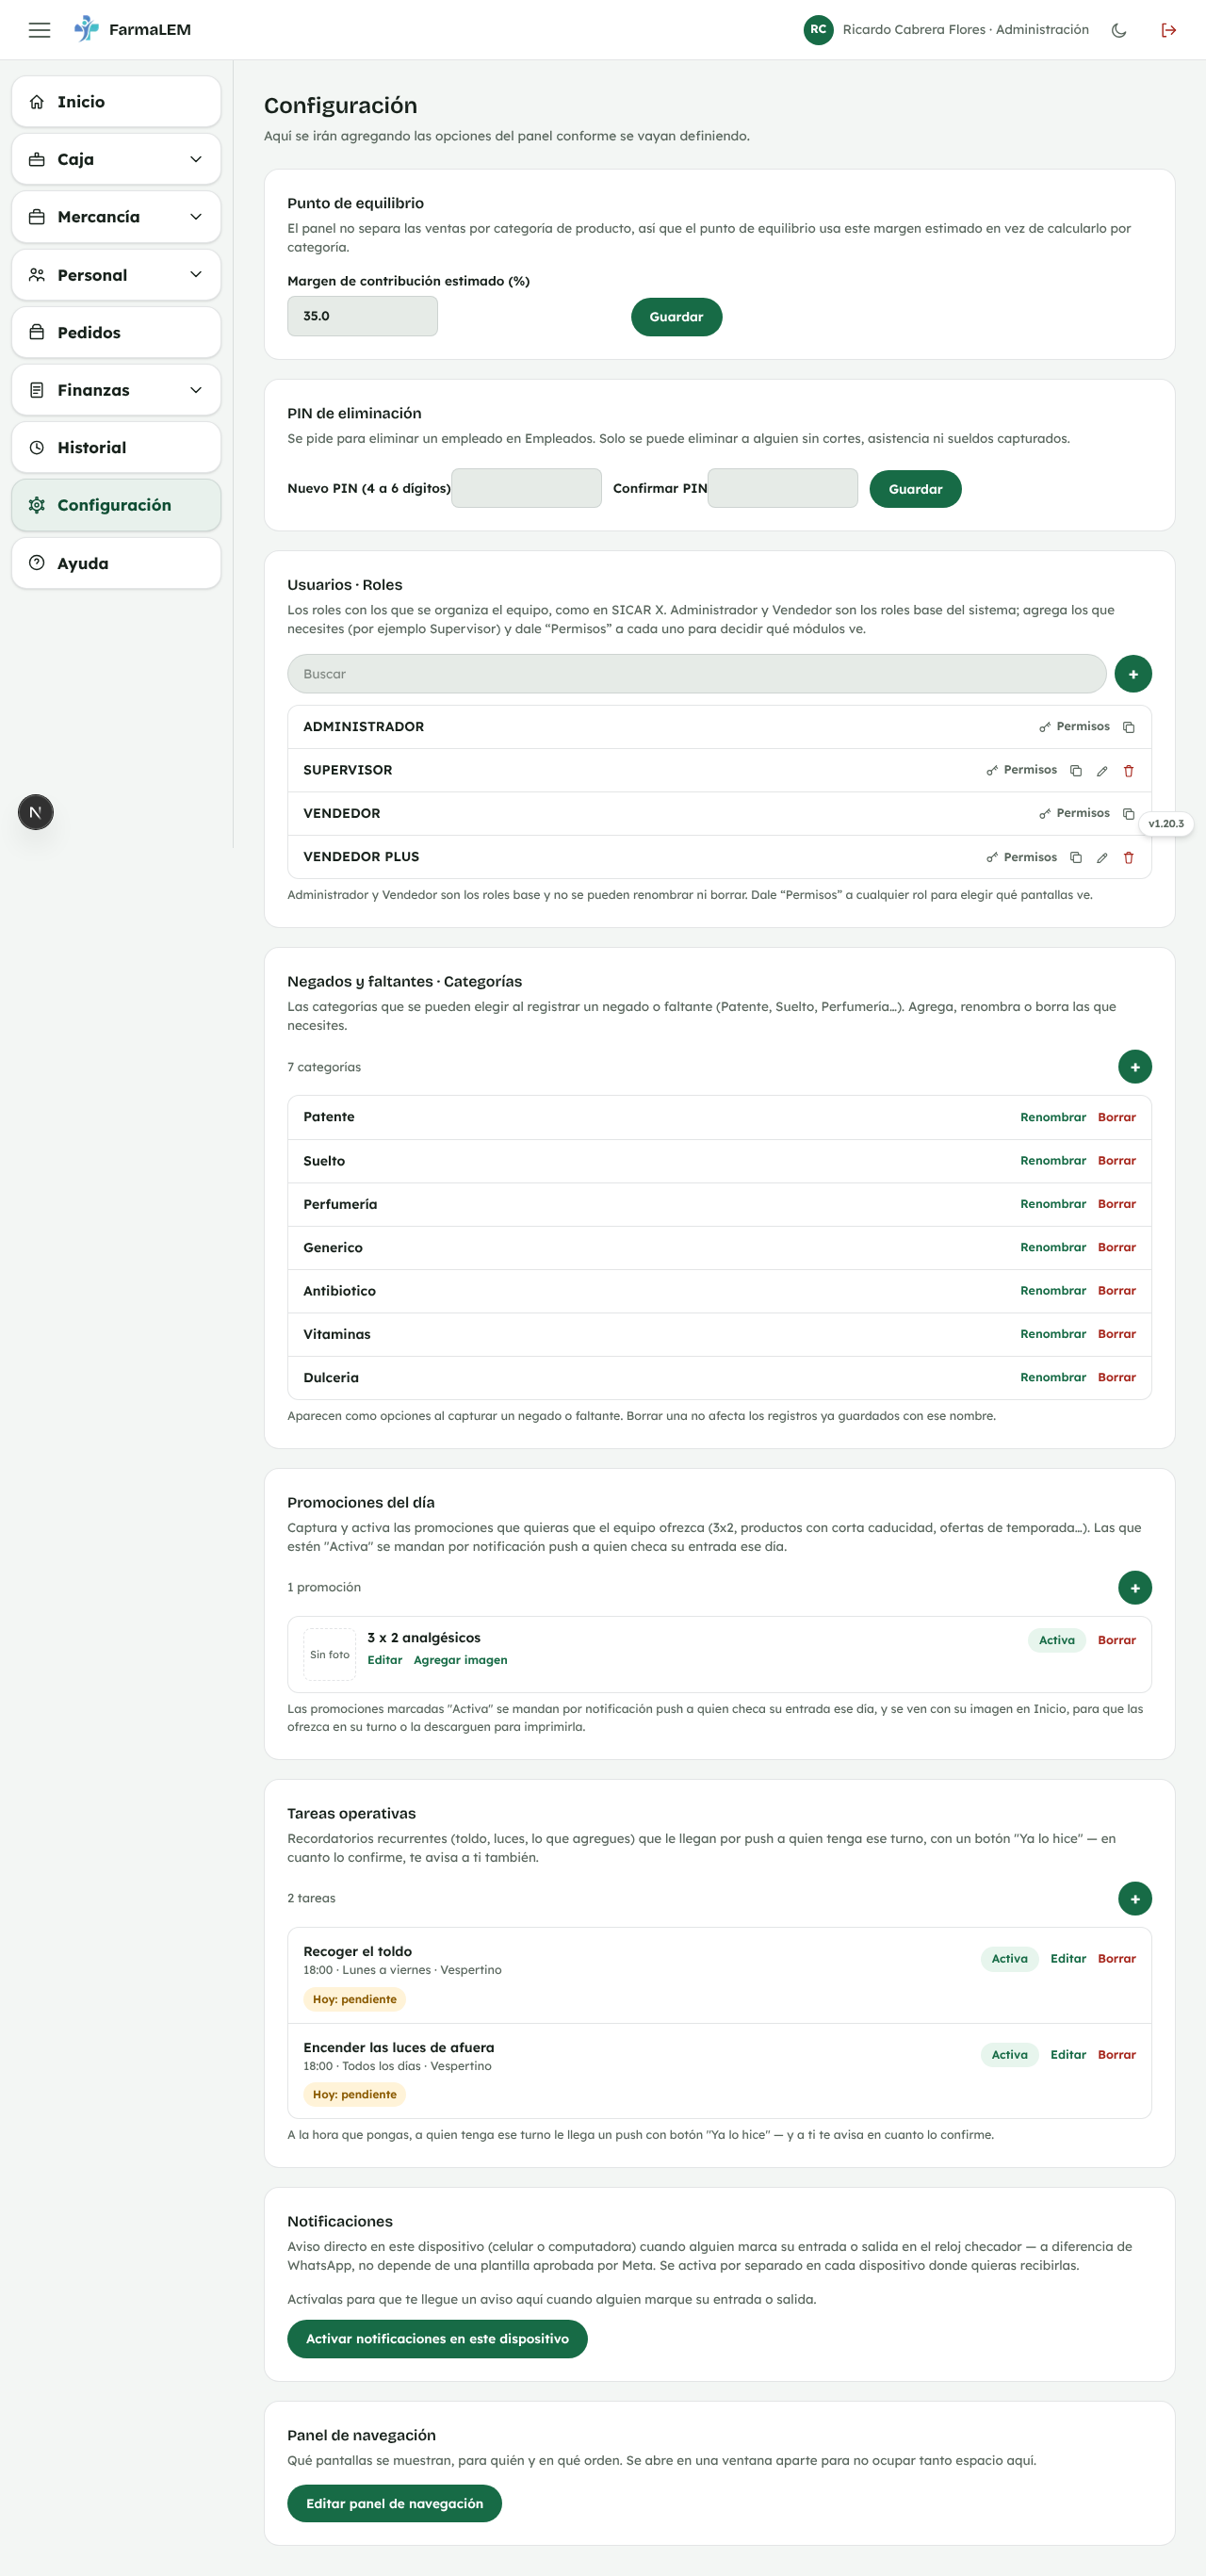 FarmaLEM
RC
Ricardo Cabrera Flores · Administración
Inicio
Caja
Mercancía
Personal
Pedidos
Finanzas
Historial
Configuración
Ayuda
N
Configuración
Aquí se irán agregando las opciones del panel conforme se vayan definiendo.
Punto de equilibrio
El panel no separa las ventas por categoría de producto, así que el punto de equilibrio usa este margen estimado en vez de calcularlo por
categoría.
Margen de contribución estimado (%)
35.0
Guardar
PIN de eliminación
Se pide para eliminar un empleado en Empleados. Solo se puede eliminar a alguien sin cortes, asistencia ni sueldos capturados.
Nuevo PIN (4 a 6 dígitos)
Confirmar PIN
Guardar
Usuarios · Roles
Los roles con los que se organiza el equipo, como en SICAR X. Administrador y Vendedor son los roles base del sistema; agrega los que
necesites (por ejemplo Supervisor) y dale “Permisos” a cada uno para decidir qué módulos ve.
Buscar
+
ADMINISTRADOR
Permisos
SUPERVISOR
Permisos
VENDEDOR
Permisos
v1.20.3
VENDEDOR PLUS
Permisos
Administrador y Vendedor son los roles base y no se pueden renombrar ni borrar. Dale “Permisos” a cualquier rol para elegir qué pantallas ve.
Negados y faltantes · Categorías
Las categorías que se pueden elegir al registrar un negado o faltante (Patente, Suelto, Perfumería…). Agrega, renombra o borra las que
necesites.
7 categorías
+
Patente
Renombrar Borrar
Suelto
Renombrar Borrar
Perfumería
Renombrar Borrar
Generico
Renombrar Borrar
Antibiotico
Renombrar Borrar
Vitaminas
Renombrar Borrar
Dulceria
Renombrar Borrar
Aparecen como opciones al capturar un negado o faltante. Borrar una no afecta los registros ya guardados con ese nombre.
Promociones del día
Captura y activa las promociones que quieras que el equipo ofrezca (3x2, productos con corta caducidad, ofertas de temporada…). Las que
estén "Activa" se mandan por notificación push a quien checa su entrada ese día.
1 promoción
+
Sin foto
3 x 2 analgésicos
Editar Agregar imagen
Activa Borrar
Las promociones marcadas "Activa" se mandan por notificación push a quien checa su entrada ese día, y se ven con su imagen en Inicio, para que las
ofrezca en su turno o la descarguen para imprimirla.
Tareas operativas
Recordatorios recurrentes (toldo, luces, lo que agregues) que le llegan por push a quien tenga ese turno, con un botón "Ya lo hice" — en
cuanto lo confirme, te avisa a ti también.
2 tareas
+
Recoger el toldo
18:00 · Lunes a viernes · Vespertino
Hoy: pendiente
Activa Editar Borrar
Encender las luces de afuera
18:00 · Todos los días · Vespertino
Hoy: pendiente
Activa Editar Borrar
A la hora que pongas, a quien tenga ese turno le llega un push con botón "Ya lo hice" — y a ti te avisa en cuanto lo confirme.
Notificaciones
Aviso directo en este dispositivo (celular o computadora) cuando alguien marca su entrada o salida en el reloj checador — a diferencia de
WhatsApp, no depende de una plantilla aprobada por Meta. Se activa por separado en cada dispositivo donde quieras recibirlas.
Actívalas para que te llegue un aviso aquí cuando alguien marque su entrada o salida.
Activar notificaciones en este dispositivo
Panel de navegación
Qué pantallas se muestran, para quién y en qué orden. Se abre en una ventana aparte para no ocupar tanto espacio aquí.
Editar panel de navegación